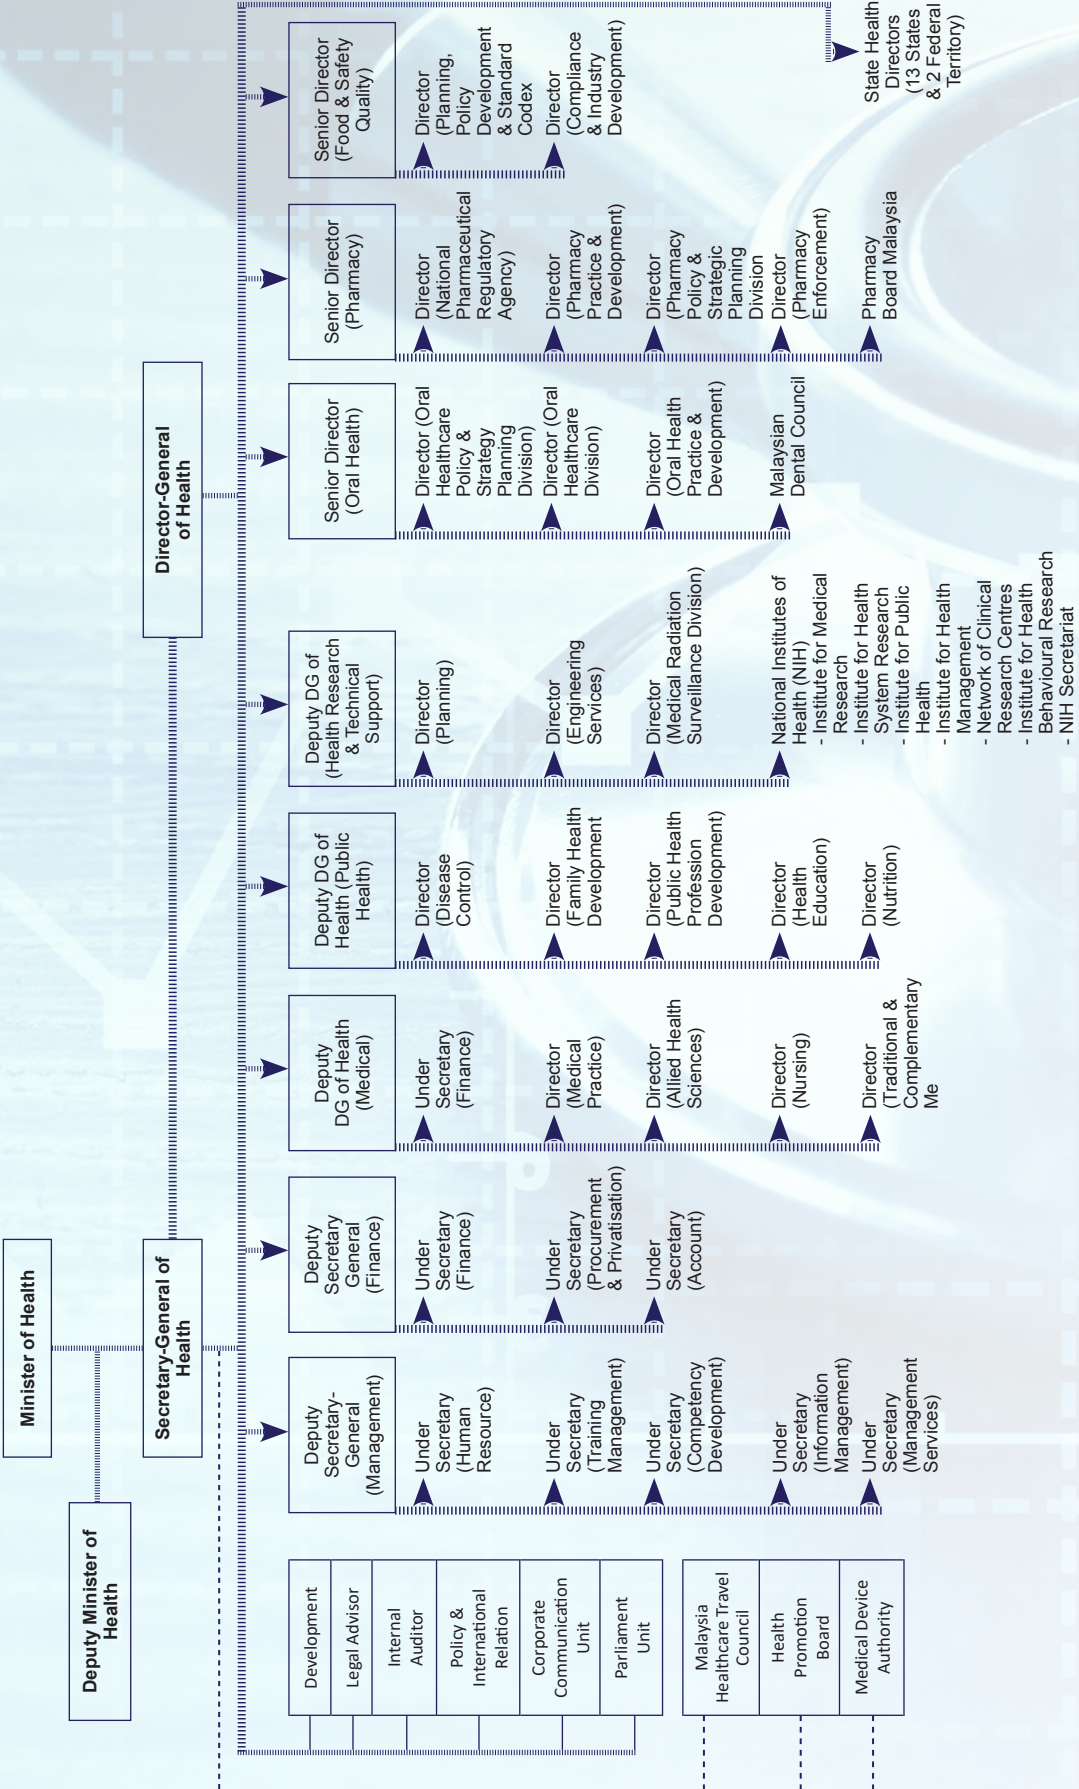 Minister of Health
Deputy Minister of
Health
Secretary-General of
Health
Director-General
of Health
Development
Legal Advisor
Internal
Auditor
Policy &
International
Relation
Corporate
Communication
Unit
Parliament
Unit
Malaysia
Healthcare Travel
Council
Health
Promotion
Board
Medical Device
Authority
Deputy
Secretary-
General
(Management)
Under
Secretary
(Human
Resource)
Under
Secretary
(Training
Management)
Under
Secretary
(Competency
Development)
Under
Secretary
(Information
Management)
Under
Secretary
(Management
Services)
Deputy
Secretary
General
(Finance)
Under
Secretary
(Finance)
Under
Secretary
(Procurement
& Privatisation)
Under
Secretary
(Account)
Deputy
DG of Health
(Medical)
Under
Secretary
(Finance)
Director
(Medical
Practice)
Director
(Allied Health
Sciences)
Director
(Nursing)
Director
(Traditional &
Complementary
Me
Deputy DG of
Health (Public
Health)
Director
(Disease
Control)
Director
(Family Health
Development
Director
(Public Health
Profession
Development)
Director
(Health
Education)
Director
(Nutrition)
Deputy DG of
(Health Research
& Technical
Support)
Director
(Planning)
Director
(Engineering
Services)
Director
(Medical Radiation
Surveillance Division)
National Institutes of
Health (NIH)
- Institute for Medical
Research
- Institute for Health
System Research
- Institute for Public
Health
- Institute for Health
Management
- Network of Clinical
Research Centres
- Institute for Health
Behavioural Research
- NIH Secretariat
Senior Director
(Oral Health)
Director (Oral
Healthcare
Policy &
Strategy
Planning
Division)
Director (Oral
Healthcare
Division)
Director
(Oral Health
Practice &
Development)
Malaysian
Dental Council
Senior Director
(Pharmacy)
Director
(National
Pharmaceutical
Regulatory
Agency)
Director
(Pharmacy
Practice &
Development)
Director
(Pharmacy
Policy &
Strategic
Planning
Division
Director
(Pharmacy
Enforcement)
Pharmacy
Board Malaysia
Senior Director
(Food & Safety
Quality)
Director
(Planning,
Policy
Development
& Standard
Codex
Director
(Compliance
& Industry
Development)
State Health
Directors
(13 States
& 2 Federal
Territory)